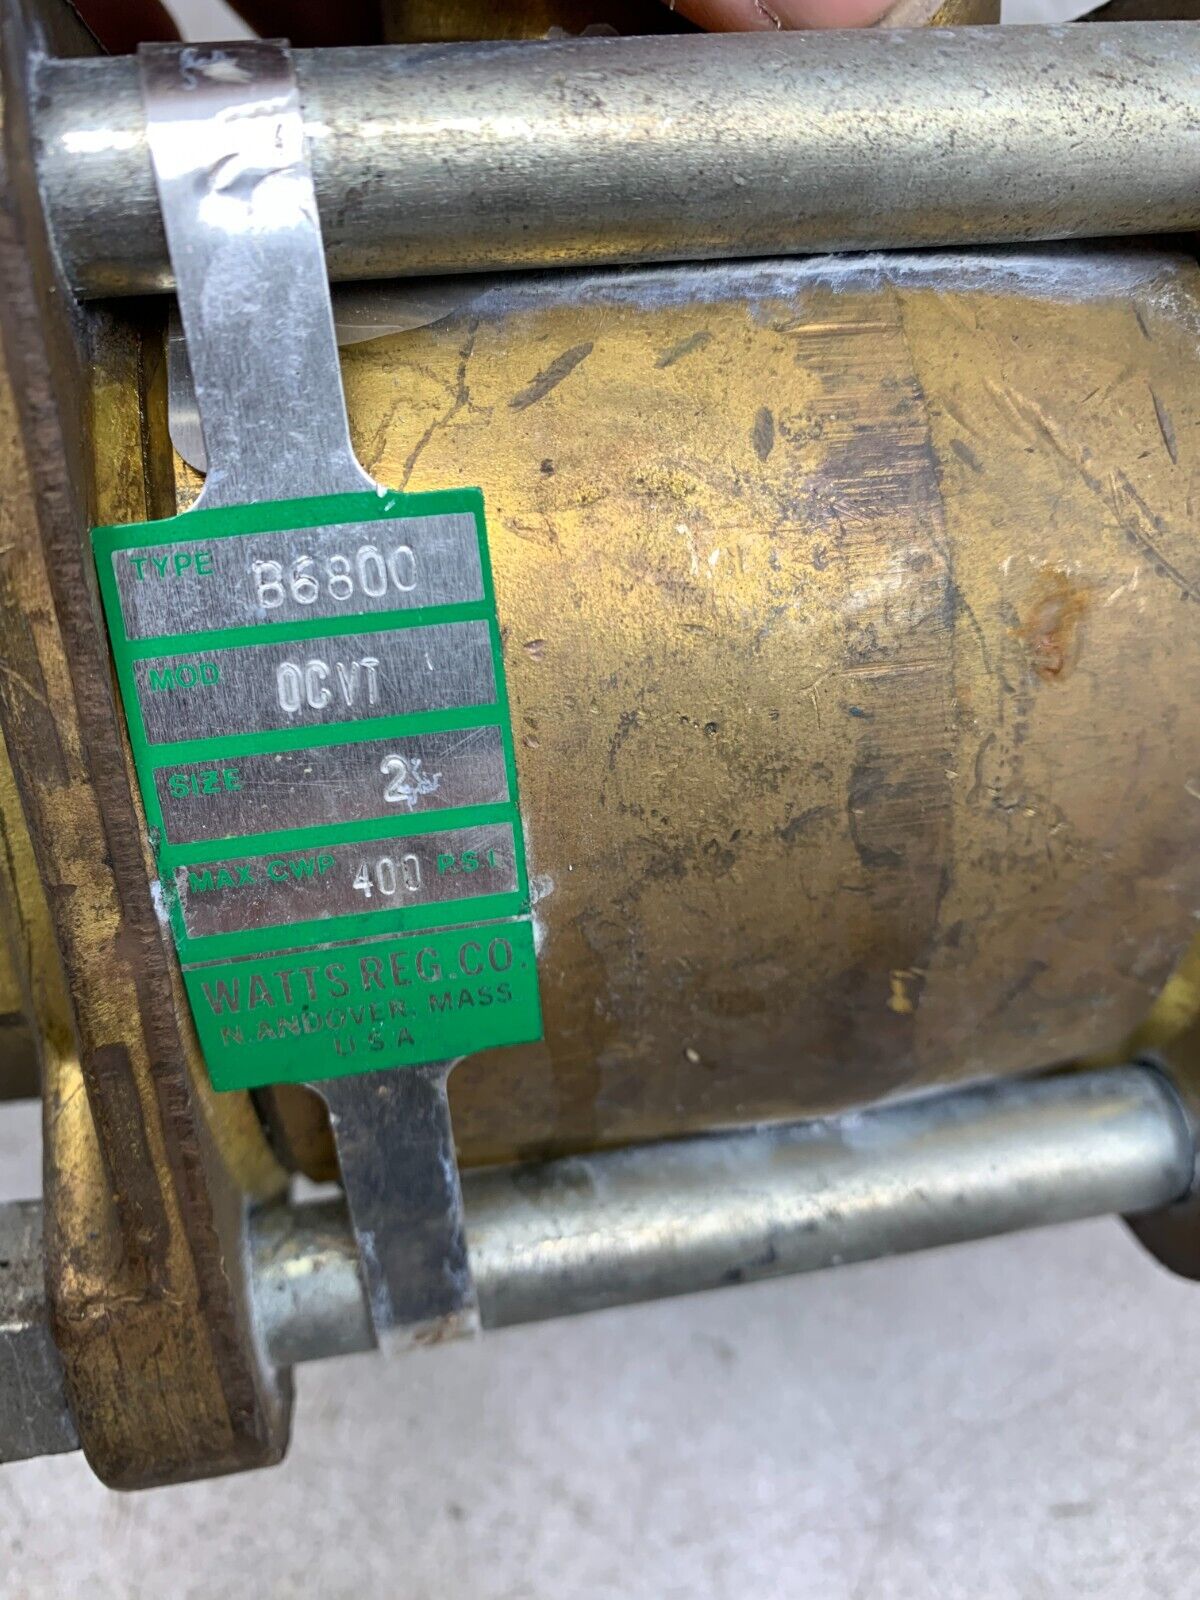 TYPE B6800
MOD OCVT
SIZE 2
MAX. CWP 400 P.S.I.
WATTS REG. CO.
N. ANDOVER, MASS.
U S A